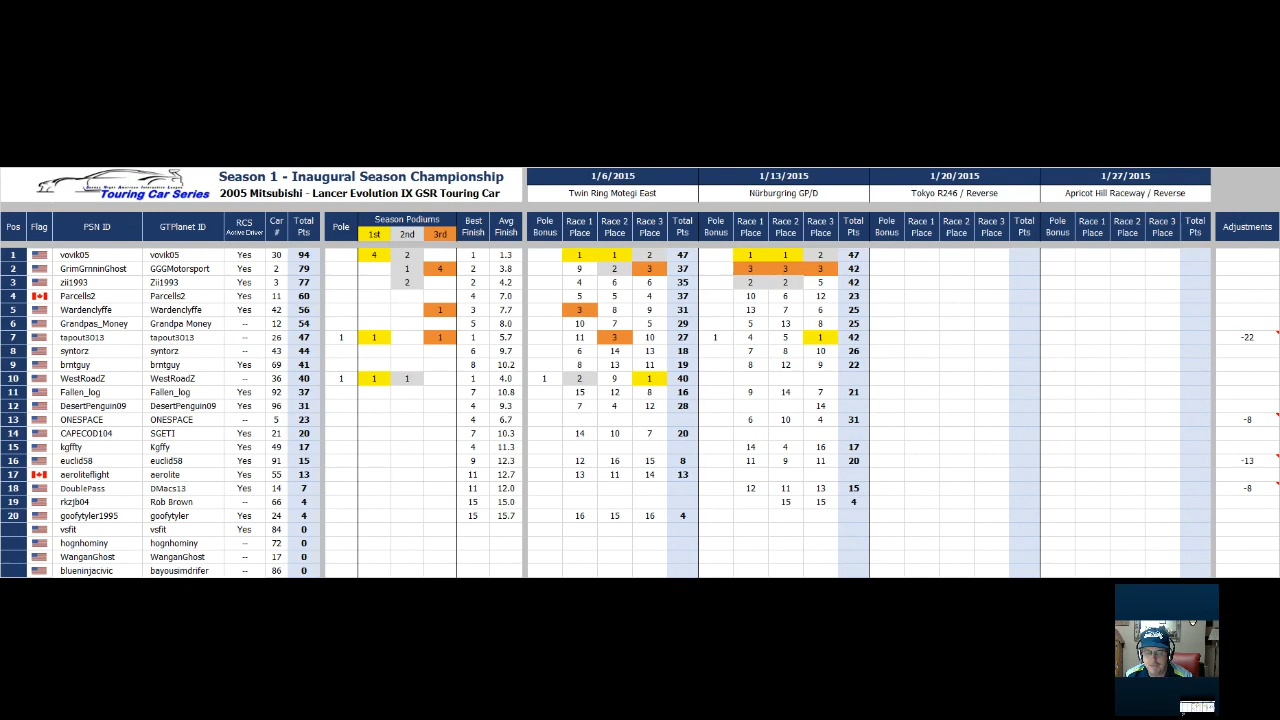 Season 1 - Inaugural Season Championship 1/6/2015 1/13/2015 1/20/2015 1/27/2015
Touring Car Series 2005 Mitsubishi - Lancer Evolution IX GSR Touring Car Twin Ring Motegi East Nürburgring GP/D Tokyo R246 / Reverse Apricot Hill Raceway / Reverse
Pos Flag PSN ID GTPlanet ID RCS Active Driver Car # Total Pts Pole Season Podiums 1st 2nd 3rd Best Finish Avg Finish Pole Bonus Race 1 Place Race 2 Place Race 3 Place Total Pts Pole Bonus Race 1 Place Race 2 Place Race 3 Place Total Pts Pole Bonus Race 1 Place Race 2 Place Race 3 Place Total Pts Pole Bonus Race 1 Place Race 2 Place Race 3 Place Total Pts Adjustments
1 vovik05 vovik05 Yes 30 94 4 2 1 1.3 1 1 2 47 1 1 2 47
2 GrimGrninGhost GGGMotorsport Yes 2 79 1 4 2 3.8 9 2 3 37 3 3 3 42
3 zii1993 Zii1993 Yes 3 77 2 2 4.2 4 6 6 35 2 2 5 42
4 Parcells2 Parcells2 Yes 11 60 4 7.0 5 5 4 37 10 6 12 23
5 Wardenclyffe Wardenclyffe Yes 42 56 1 3 7.7 3 8 9 31 13 7 6 25
6 Grandpas_Money Grandpa Money -- 12 54 5 8.0 10 7 5 29 5 13 8 25
7 tapout3013 tapout3013 -- 26 47 1 1 1 1 5.7 11 3 10 27 1 4 5 1 42 -22
8 syntorz syntorz -- 43 44 6 9.7 6 14 13 18 7 8 10 26
9 brntguy brntguy Yes 69 41 8 10.2 8 13 11 19 8 12 9 22
10 WestRoadZ WestRoadZ -- 36 40 1 1 1 1 4.0 1 2 9 1 40
11 Fallen_log Fallen_log Yes 92 37 7 10.8 15 12 8 16 9 14 7 21
12 DesertPenguin09 DesertPenguin09 Yes 96 31 4 9.3 7 4 12 28 14
13 ONESPACE ONESPACE -- 5 23 4 6.7 6 10 4 31 -8
14 CAPECOD104 SGETI Yes 21 20 7 10.3 14 10 7 20
15 kgffty Kgffy Yes 49 17 4 11.3 14 4 16 17
16 euclid58 euclid58 Yes 91 15 9 12.3 12 16 15 8 11 9 11 20 -13
17 aeroliteflight aerolite Yes 55 13 11 12.7 13 11 14 13
18 DoublePass DMacs13 Yes 14 7 11 12.0 12 11 13 15 -8
19 rkzjb04 Rob Brown -- 66 4 15 15.0 15 15 4
20 goofytyler1995 goofytyler Yes 24 4 15 15.7 16 15 16 4
vsfit vsfit Yes 84 0
hognhominy hognhominy -- 72 0
WanganGhost WanganGhost -- 17 0
blueninjacivic bayousimdrifer -- 86 0